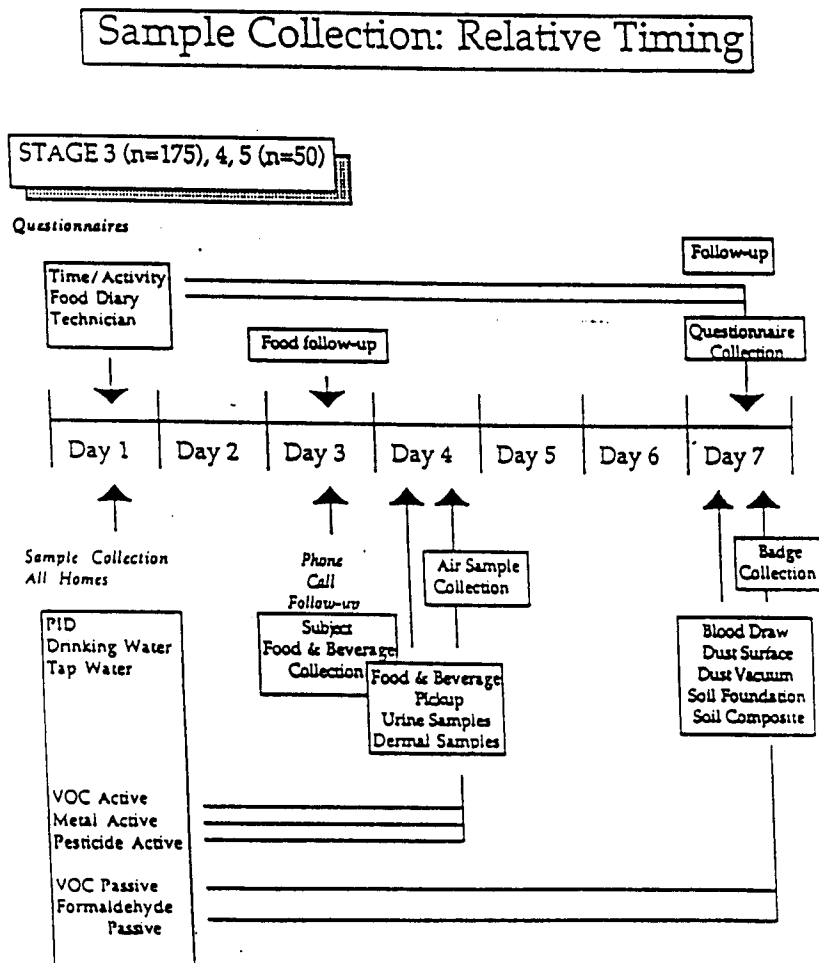 Sample Collection: Relative Timing
STAGE 3 (n=175), 4, 5 (n=50)
Questionnaires
Time/Activity
Food Diary
Technician
Food follow-up
Follow-up
Questionnaire
Collection
Day 1
Day 2
Day 3
Day 4
Day 5
Day 6
Day 7
Sample Collection
All Homes
PID
Drinking Water
Tap Water
VOC Active
Metal Active
Pesticide Active
VOC Passive
Formaldehyde
Passive
Phone
Call
Follow-up
Subject
Food & Beverage
Collection
Air Sample
Collection
Food & Beverage
Pickup
Urine Samples
Dermal Samples
Badge
Collection
Blood Draw
Dust Surface
Dust Vacuum
Soil Foundation
Soil Composite